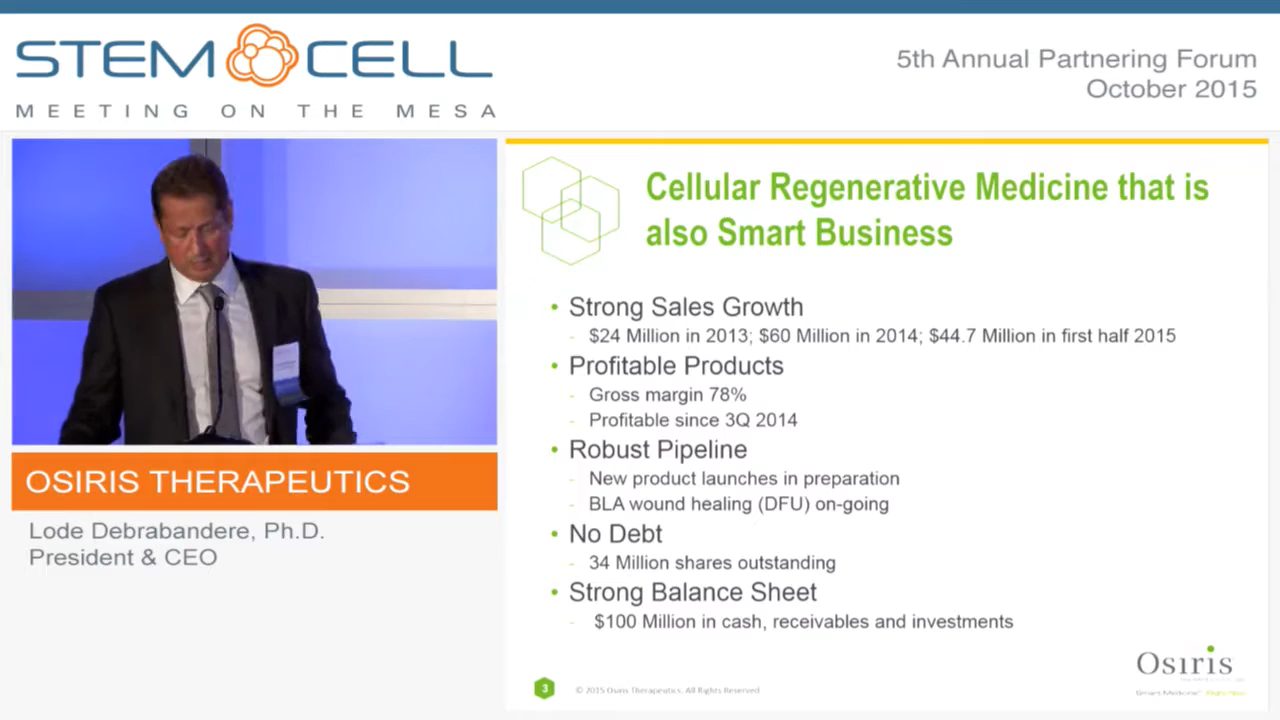 STEM CELL
MEETING ON THE MESA
5th Annual Partnering Forum
October 2015
Cellular Regenerative Medicine that is
also Smart Business
• Strong Sales Growth
- $24 Million in 2013; $60 Million in 2014; $44.7 Million in first half 2015
• Profitable Products
- Gross margin 78%
- Profitable since 3Q 2014
• Robust Pipeline
- New product launches in preparation
- BLA wound healing (DFU) on-going
• No Debt
- 34 Million shares outstanding
• Strong Balance Sheet
- $100 Million in cash, receivables and investments
3
© 2015 Osiris Therapeutics. All Rights Reserved
Osiris
OSIRIS THERAPEUTICS
Lode Debrabandere, Ph.D.
President & CEO